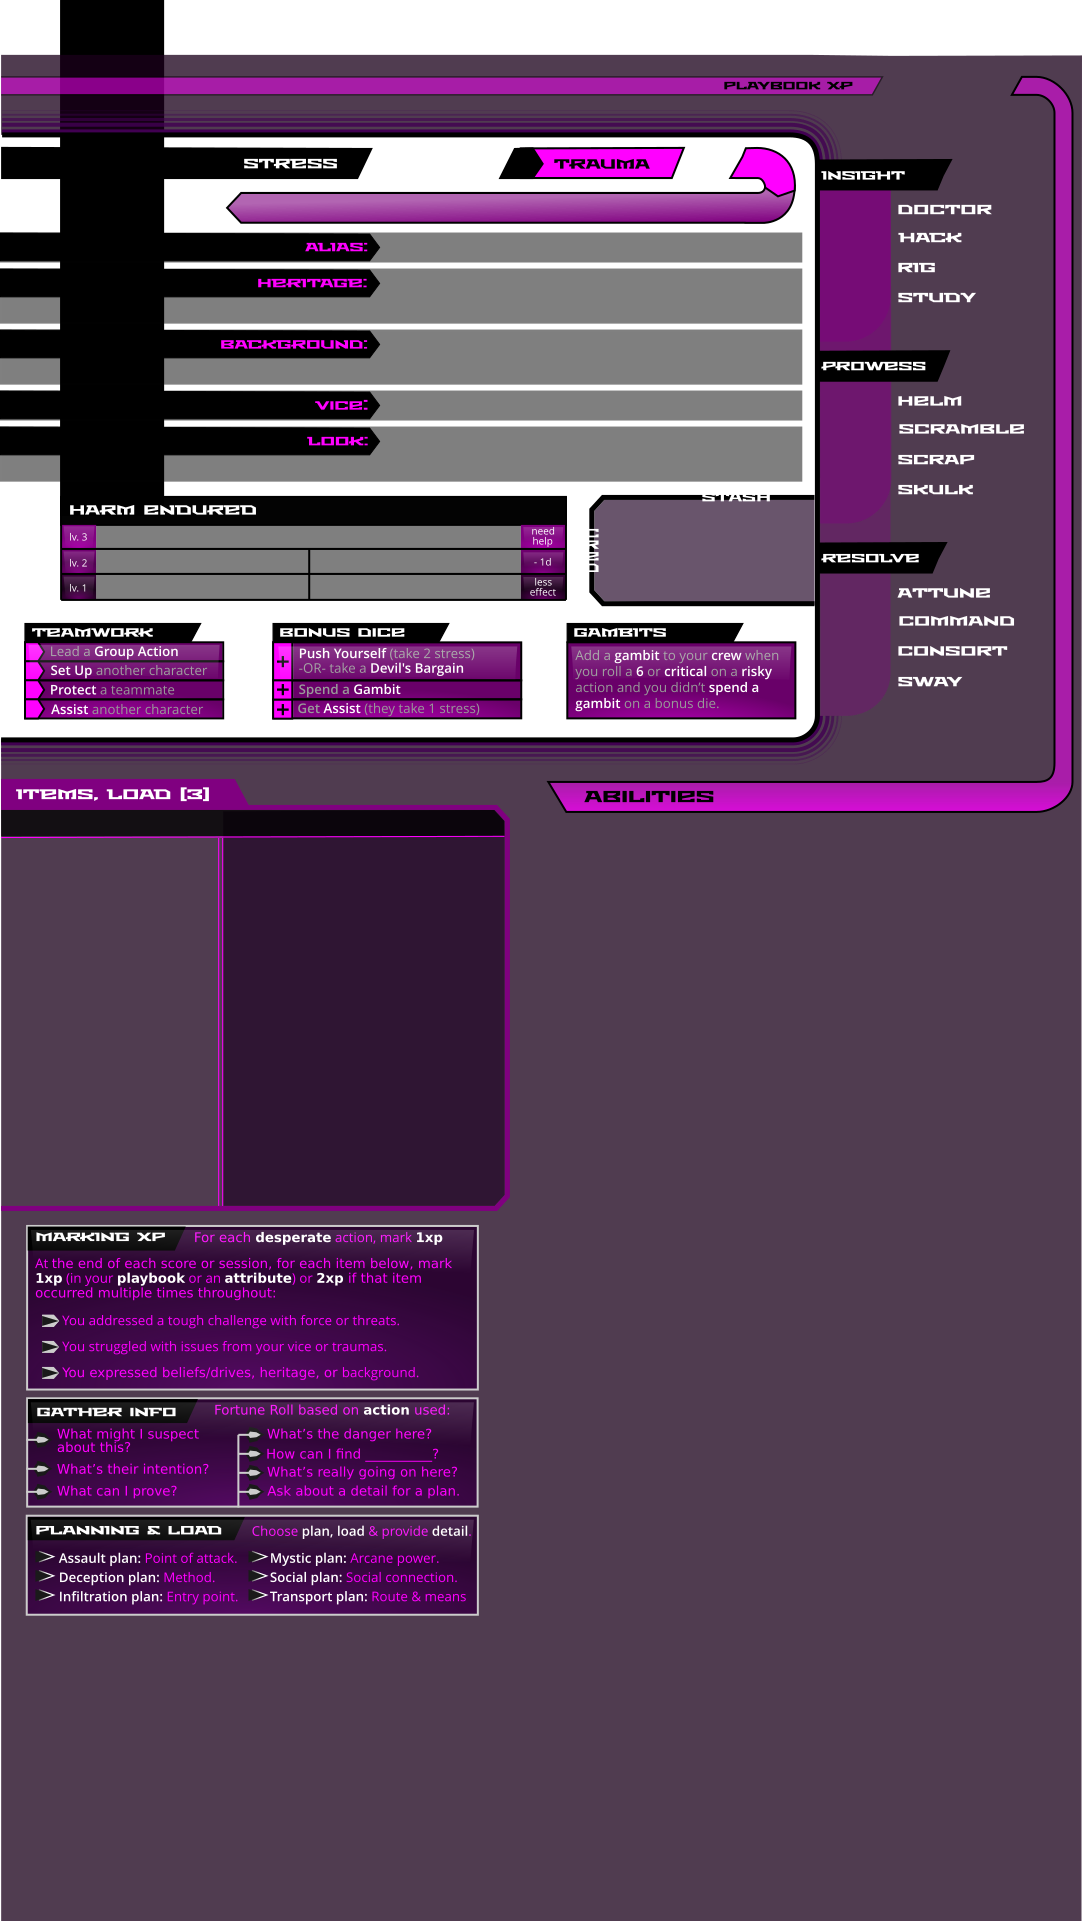 PLAYBOOK XP
STRESS
TRAUMA
ALIAS:
HERITAGE:
BACKGROUND:
VICE:
LOOK:
INSIGHT
DOCTOR
HACK
RIG
STUDY
PROWESS
HELM
SCRAMBLE
SCRAP
SKULK
RESOLVE
ATTUNE
COMMAND
CONSORT
SWAY
HARM ENDURED
lv. 3
need
help
lv. 2
- 1d
lv. 1
less
effect
STASH
TEAMWORK
Lead a Group Action
Set Up another character
Protect a teammate
Assist another character
BONUS DICE
+ Push Yourself (take 2 stress)
-OR- take a Devil's Bargain
+ Spend a Gambit
+ Get Assist (they take 1 stress)
GAMBITS
Add a gambit to your crew when
you roll a 6 or critical on a risky
action and you didn't spend a
gambit on a bonus die.
ITEMS, LOAD [3]
ABILITIES
MARKING XP
For each desperate action, mark 1xp
At the end of each score or session, for each item below, mark
1xp (in your playbook or an attribute) or 2xp if that item
occurred multiple times throughout:
You addressed a tough challenge with force or threats.
You struggled with issues from your vice or traumas.
You expressed beliefs/drives, heritage, or background.
GATHER INFO
Fortune Roll based on action used:
What might I suspect
about this?
What's their intention?
What can I prove?
What's the danger here?
How can I find __________?
What's really going on here?
Ask about a detail for a plan.
PLANNING & LOAD
Choose plan, load & provide detail.
Assault plan: Point of attack.
Deception plan: Method.
Infiltration plan: Entry point.
Mystic plan: Arcane power.
Social plan: Social connection.
Transport plan: Route & means